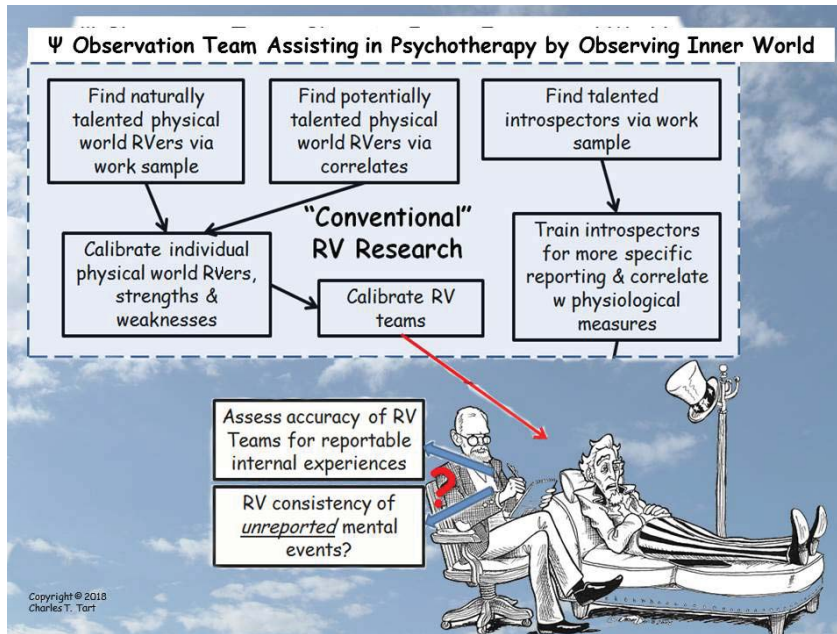 Ψ Observation Team Assisting in Psychotherapy by Observing Inner World
Find naturally
talented physical
world RVers via
work sample
Find potentially
talented physical
world RVers via
correlates
Find talented
introspectors via work
sample
"Conventional"
RV Research
Calibrate individual
physical world RVers,
strengths &
weaknesses
Calibrate RV
teams
Train introspectors
for more specific
reporting & correlate
w physiological
measures
Assess accuracy of RV
Teams for reportable
internal experiences
?
RV consistency of
unreported mental
events?
Copyright © 2018
Charles T. Tart